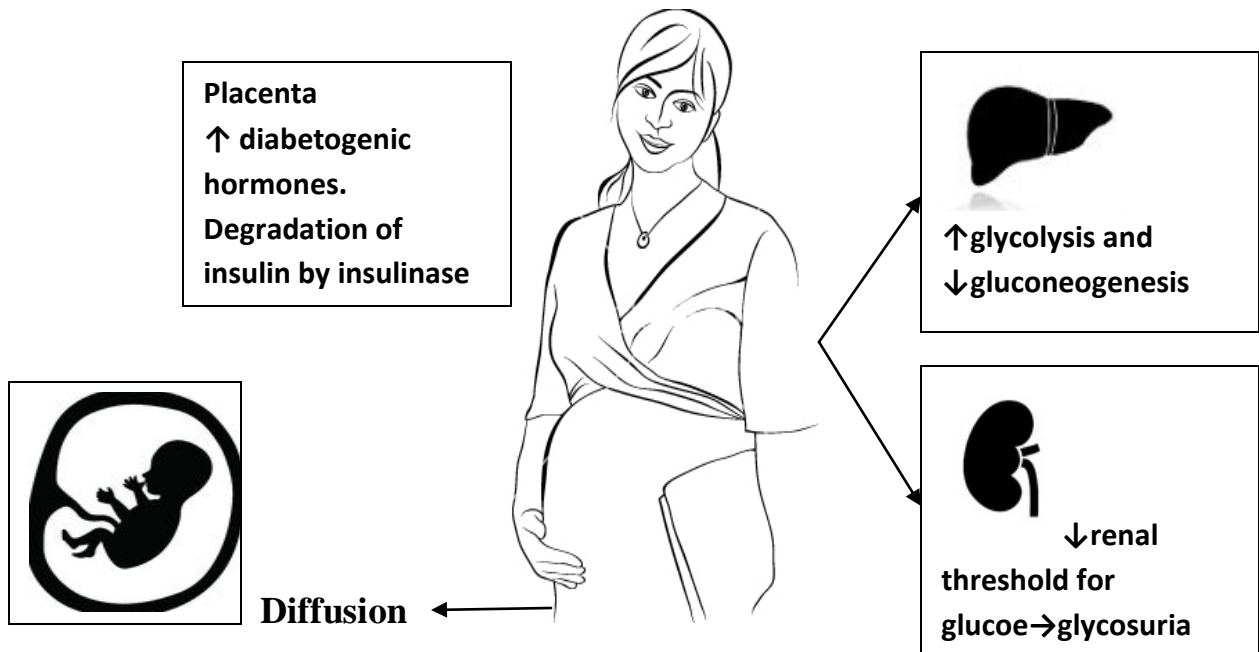 Placenta
↑ diabetogenic
hormones.
Degradation of
insulin by insulinase
↑glycolysis and
↓gluconeogenesis
↓renal
threshold for
glucoe→glycosuria
Diffusion